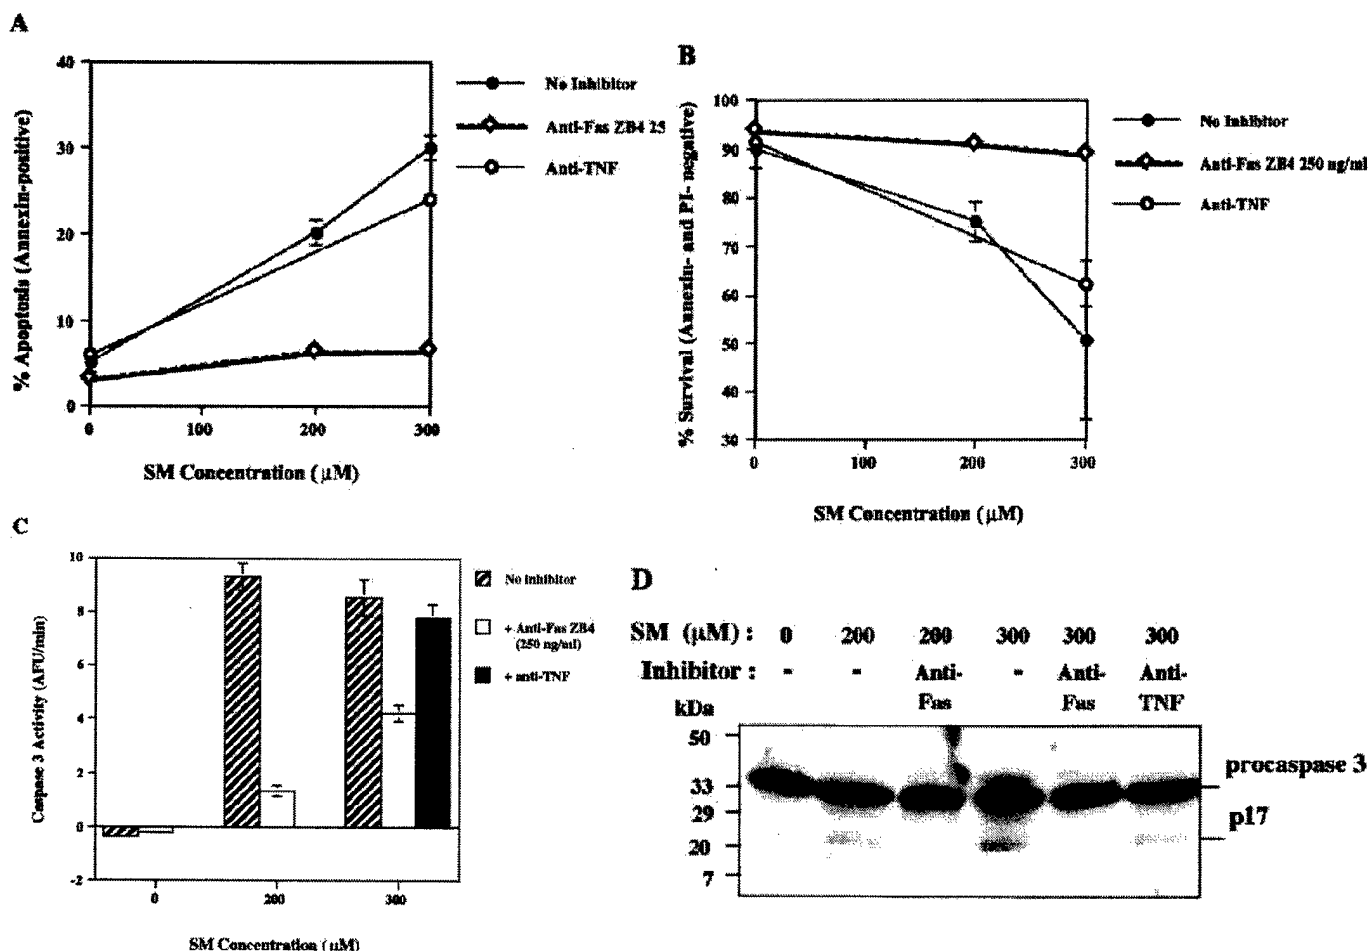 A
40
30
20
10
0
% Apoptosis (Annexin-positive)
0 100 200 300
SM Concentration (µM)
No Inhibitor
Anti-Fas ZB4 25
Anti-TNF
B
100
90
80
70
60
50
40
30
% Survival (Annexin- and PI- negative)
0 100 200 300
SM Concentration (µM)
No Inhibitor
Anti-Fas ZB4 250 ng/ml
Anti-TNF
C
10
8
6
4
2
0
-2
Caspase 3 Activity (AFU/min)
0 200 300
SM Concentration (µM)
No inhibitor
+ Anti-Fas ZB4
(250 ng/ml)
+ anti-TNF
D
SM (µM) : 0 200 200 300 300 300
Inhibitor : - - Anti- - Anti- Anti-
Fas Fas TNF
kDa
50
33
29
20
7
procaspase 3
p17